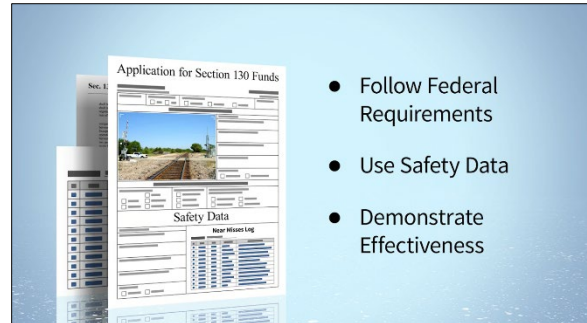 Sec. 1
Application for Section 130 Funds
Safety Data
Near Misses Log
● Follow Federal
Requirements
● Use Safety Data
● Demonstrate
Effectiveness